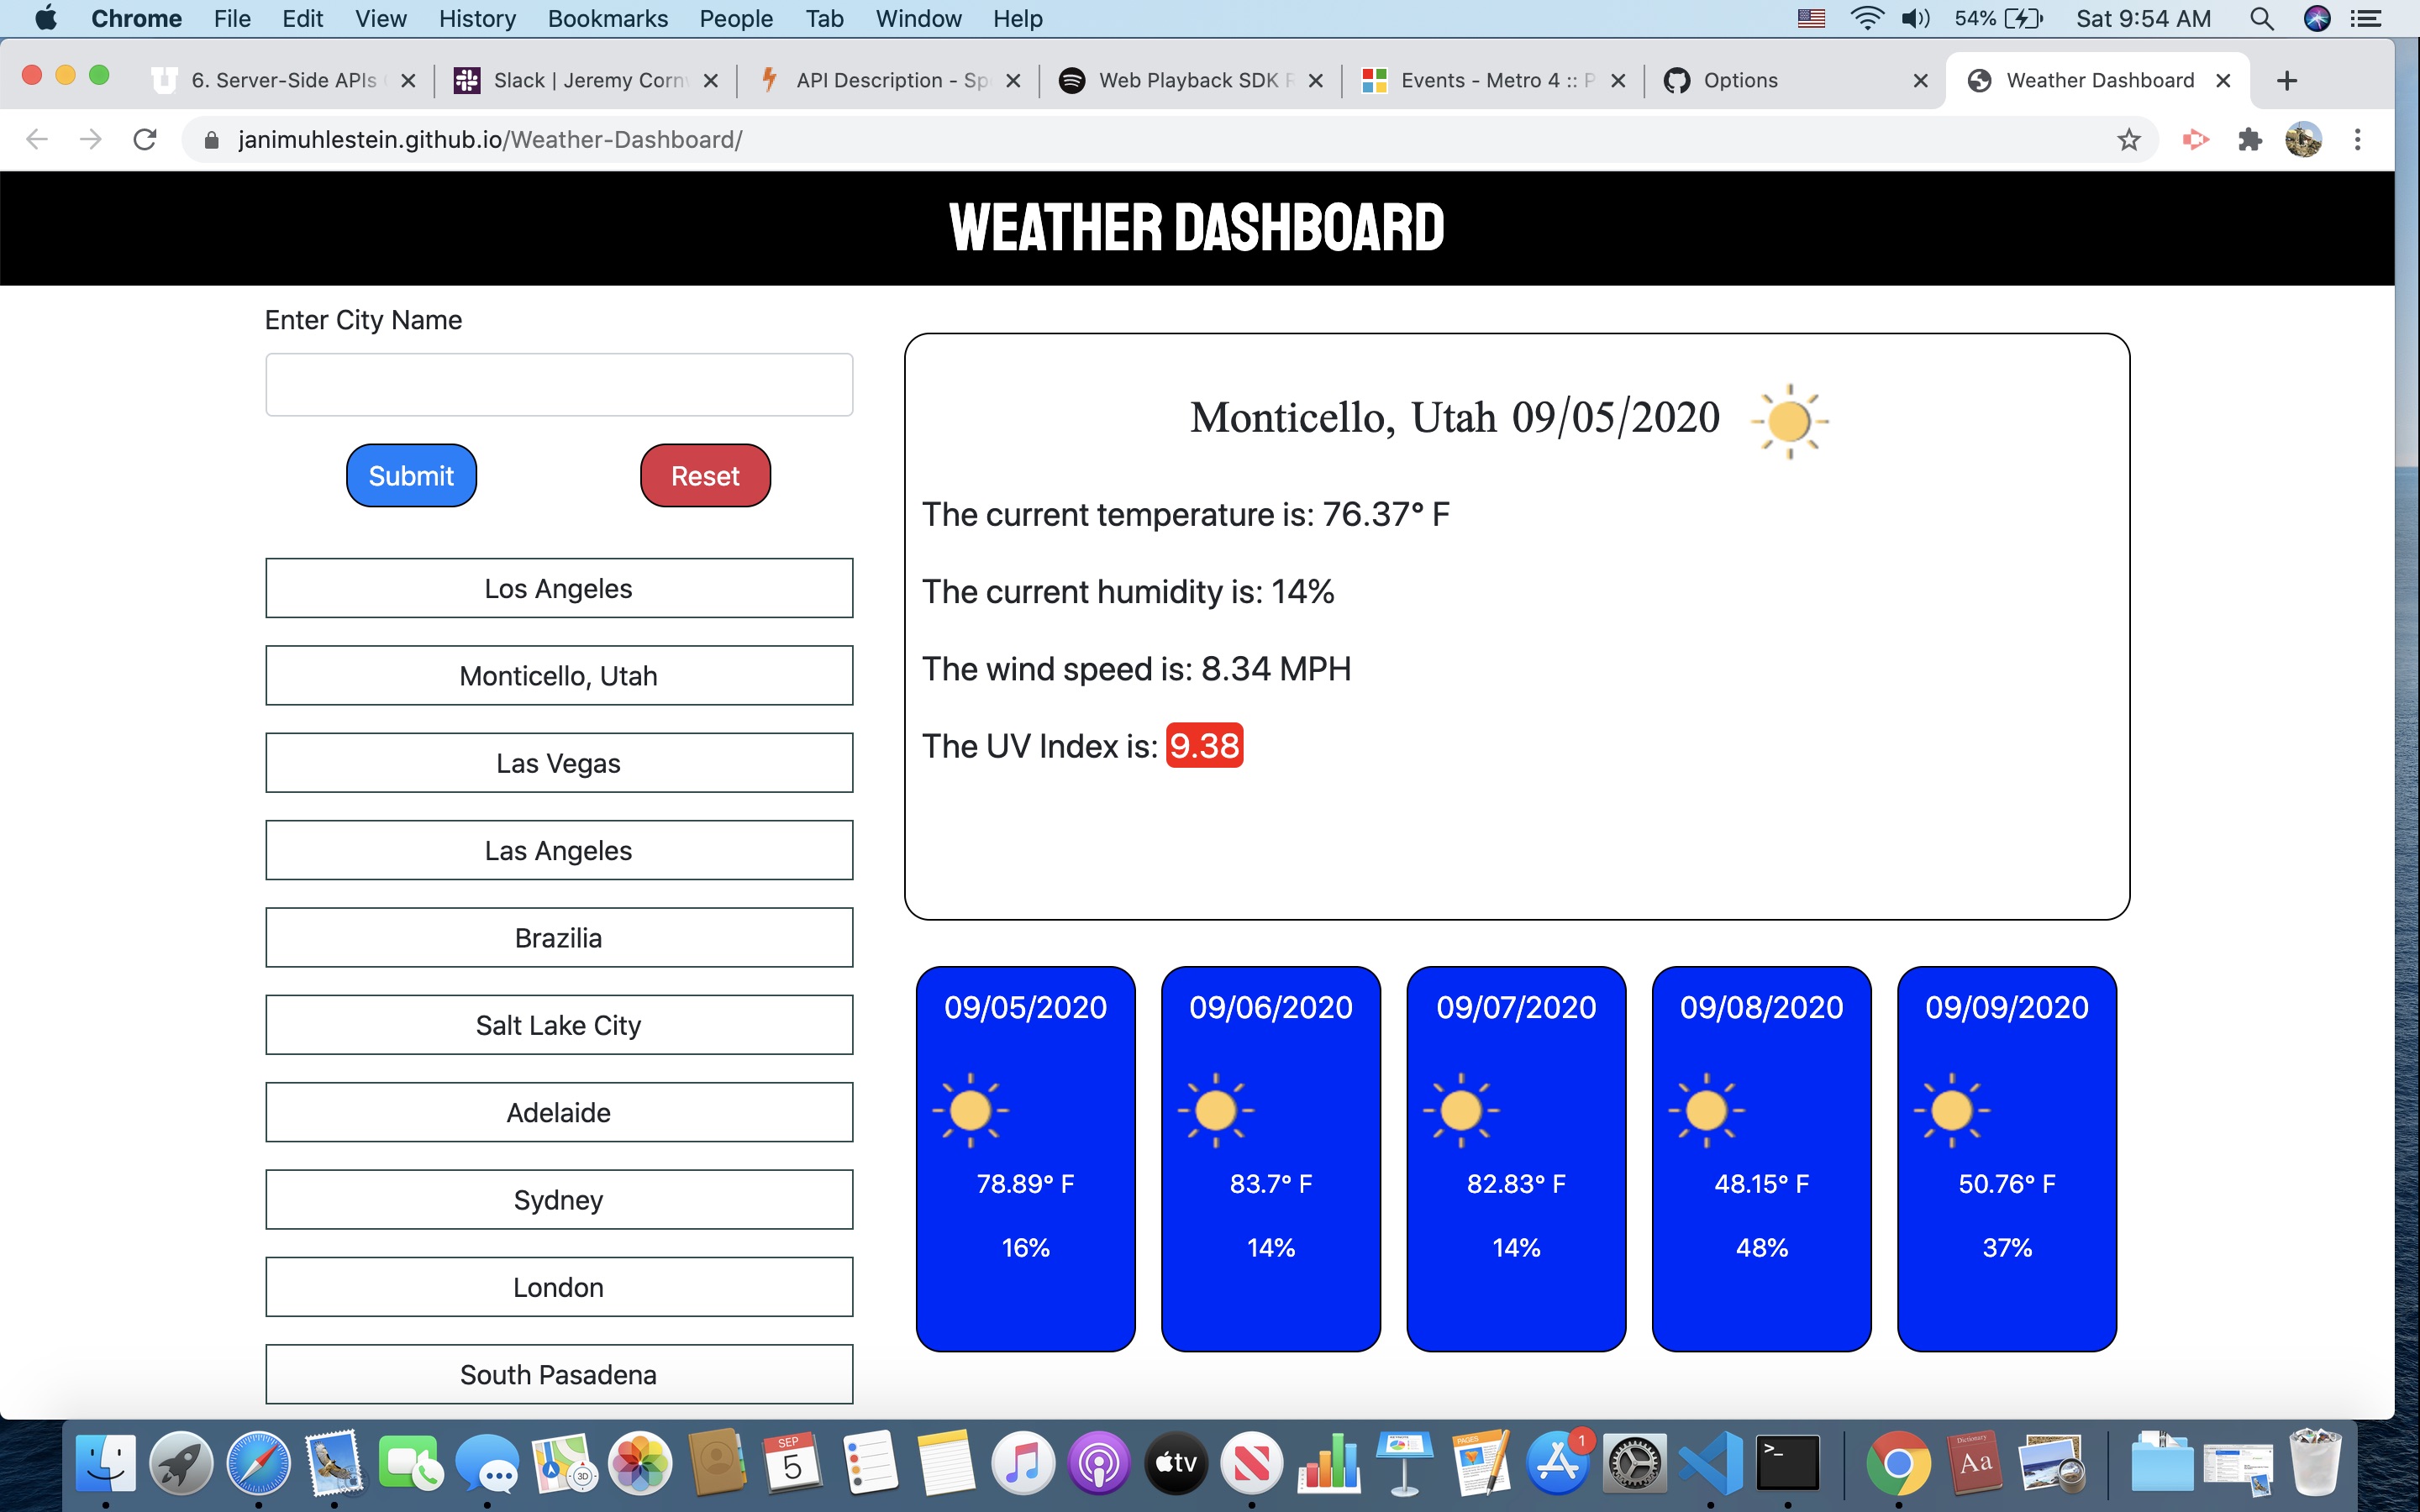 Chrome File Edit View History Bookmarks People Tab Window Help 54% Sat 9:54 AM
6. Server-Side APIs Slack | Jeremy Corn API Description - Sp Web Playback SDK Events - Metro 4 :: Options Weather Dashboard
janimuhlestein.github.io/Weather-Dashboard/
WEATHER DASHBOARD
Enter City Name
Submit Reset
Los Angeles
Monticello, Utah
Las Vegas
Las Angeles
Brazilia
Salt Lake City
Adelaide
Sydney
London
South Pasadena
Monticello, Utah 09/05/2020
The current temperature is: 76.37° F
The current humidity is: 14%
The wind speed is: 8.34 MPH
The UV Index is: 9.38
09/05/2020 09/06/2020 09/07/2020 09/08/2020 09/09/2020
78.89° F 83.7° F 82.83° F 48.15° F 50.76° F
16% 14% 14% 48% 37%
SEP
5
3D
tv
PAGES
1
>_
Dictionary
Aa